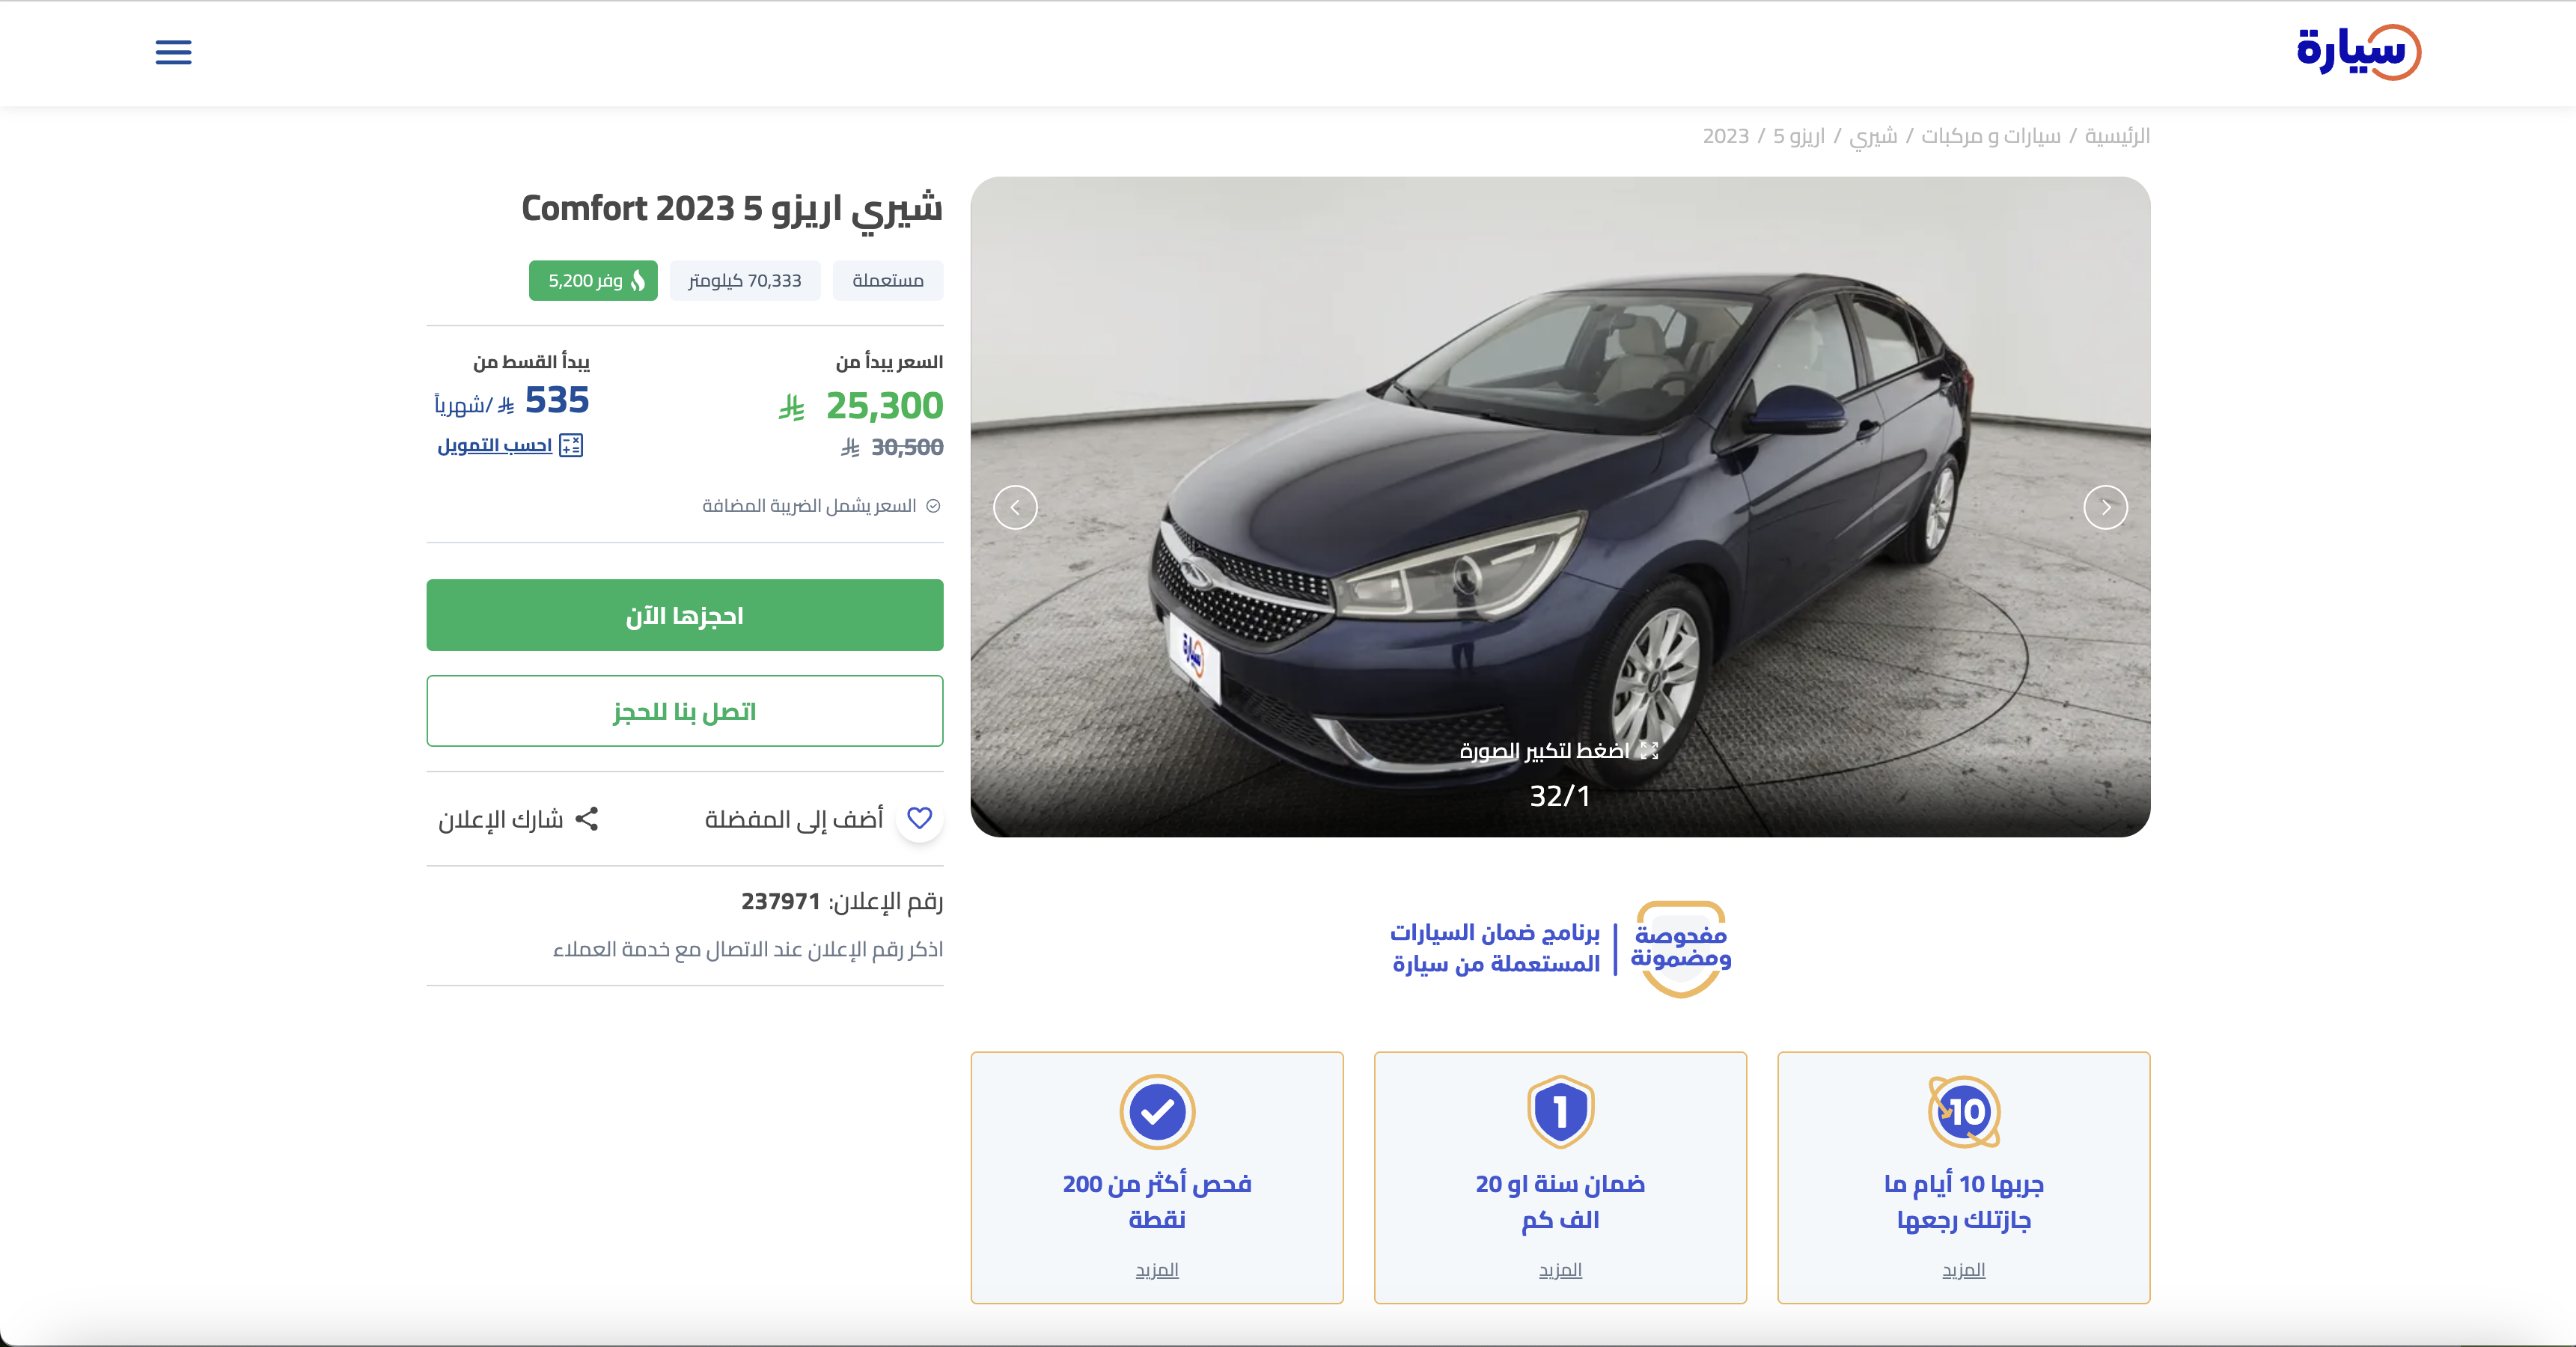 سيارة
الرئيسية / سيارات و مركبات / شيري / اريزو 5 / 2023
شيري اريزو 5 Comfort 2023
مستعملة
70,333 كيلومتر
وفر 5,200
السعر يبدأ من
25,300
30,500
يبدأ القسط من
535 /شهرياً
احسب التمويل
السعر يشمل الضريبة المضافة
احجزها الآن
اتصل بنا للحجز
أضف إلى المفضلة
شارك الإعلان
رقم الإعلان: 237971
اذكر رقم الإعلان عند الاتصال مع خدمة العملاء
سيارة
اضغط لتكبير الصورة
32/1
مفحوصة
ومضمونة
برنامج ضمان السيارات
المستعملة من سيارة
10
جربها 10 أيام ما
جازتلك رجعها
المزيد
1
ضمان سنة او 20
الف كم
المزيد
فحص أكثر من 200
نقطة
المزيد